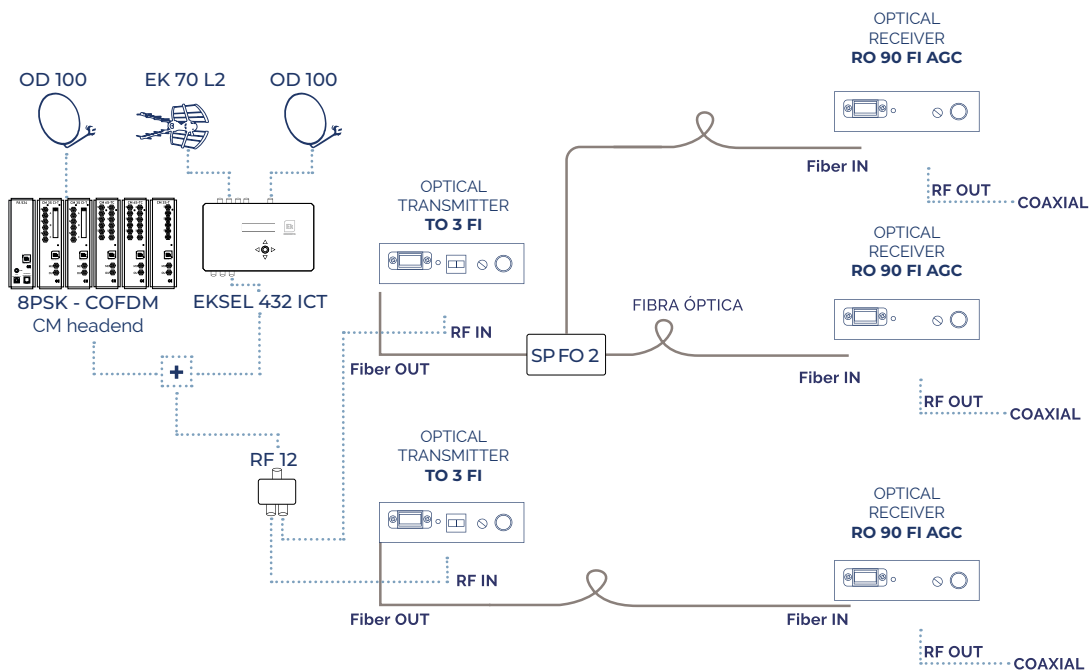 OPTICAL
RECEIVER
RO 90 FI AGC
OD 100
EK 70 L2
OD 100
Fiber IN
RF OUT
COAXIAL
OPTICAL
TRANSMITTER
TO 3 FI
8PSK - COFDM
CM headend
EKSEL 432 ICT
OPTICAL
RECEIVER
RO 90 FI AGC
FIBRA ÓPTICA
RF IN
SP FO 2
Fiber OUT
Fiber IN
RF OUT
COAXIAL
+
RF 12
OPTICAL
TRANSMITTER
TO 3 FI
RF IN
Fiber OUT
OPTICAL
RECEIVER
RO 90 FI AGC
Fiber IN
RF OUT
COAXIAL